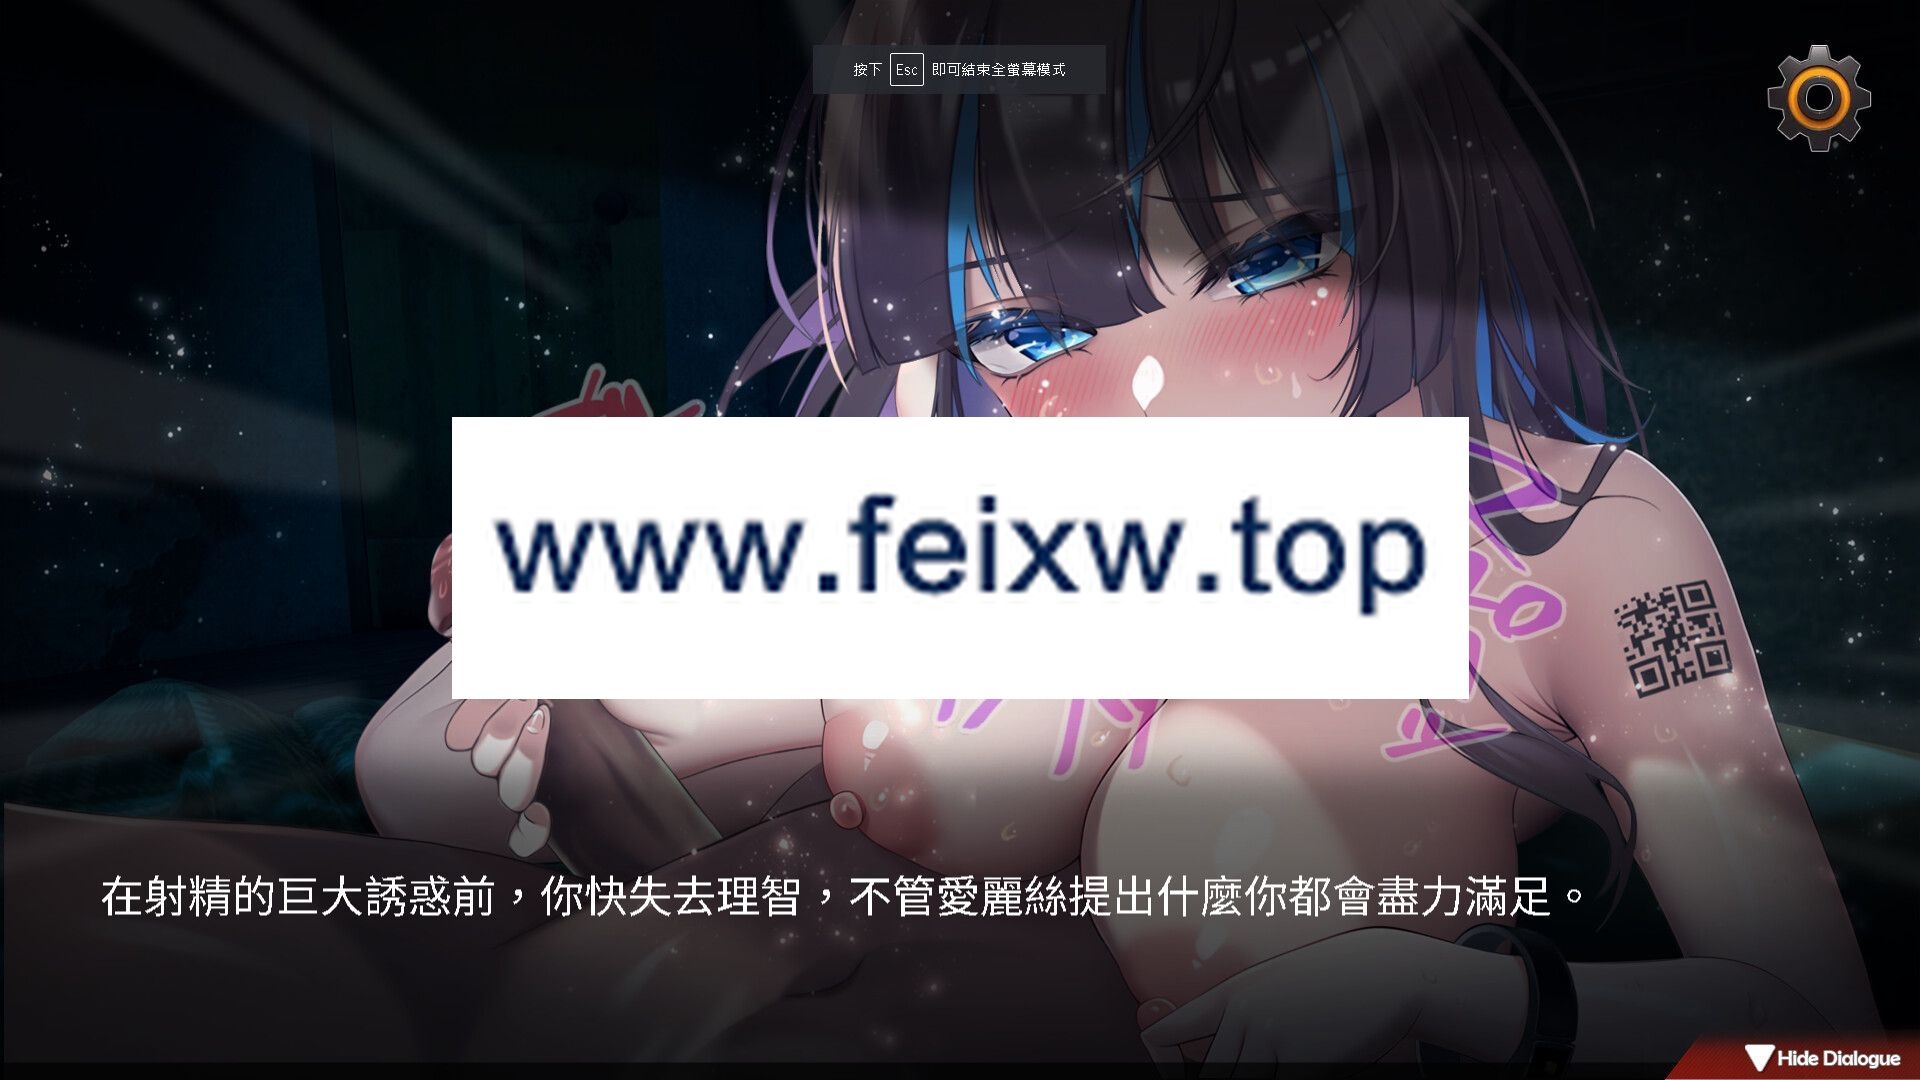 按下 Esc 即可結束全螢幕模式
www.feixw.top
在射精的巨大誘惑前，你快失去理智，不管愛麗絲提出什麼你都會盡力滿足。
Hide Dialogue